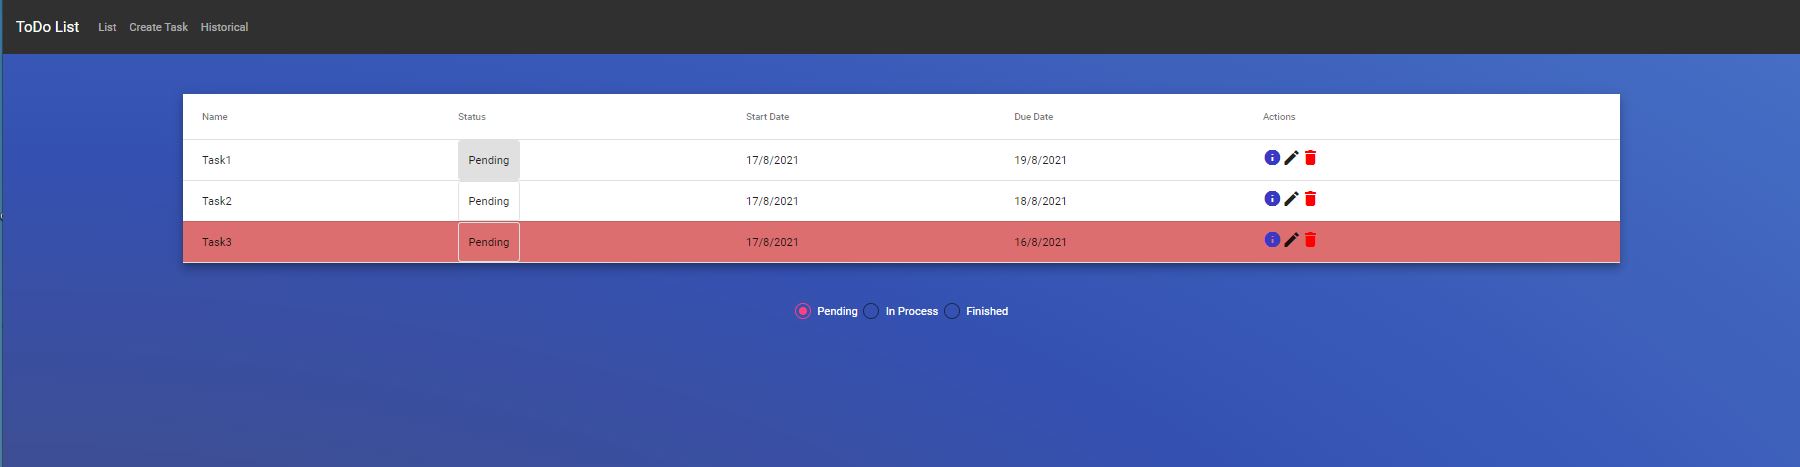 ToDo List List Create Task Historical
Name Status Start Date Due Date Actions
Task1 Pending 17/8/2021 19/8/2021
Task2 Pending 17/8/2021 18/8/2021
Task3 Pending 17/8/2021 16/8/2021
Pending In Process Finished